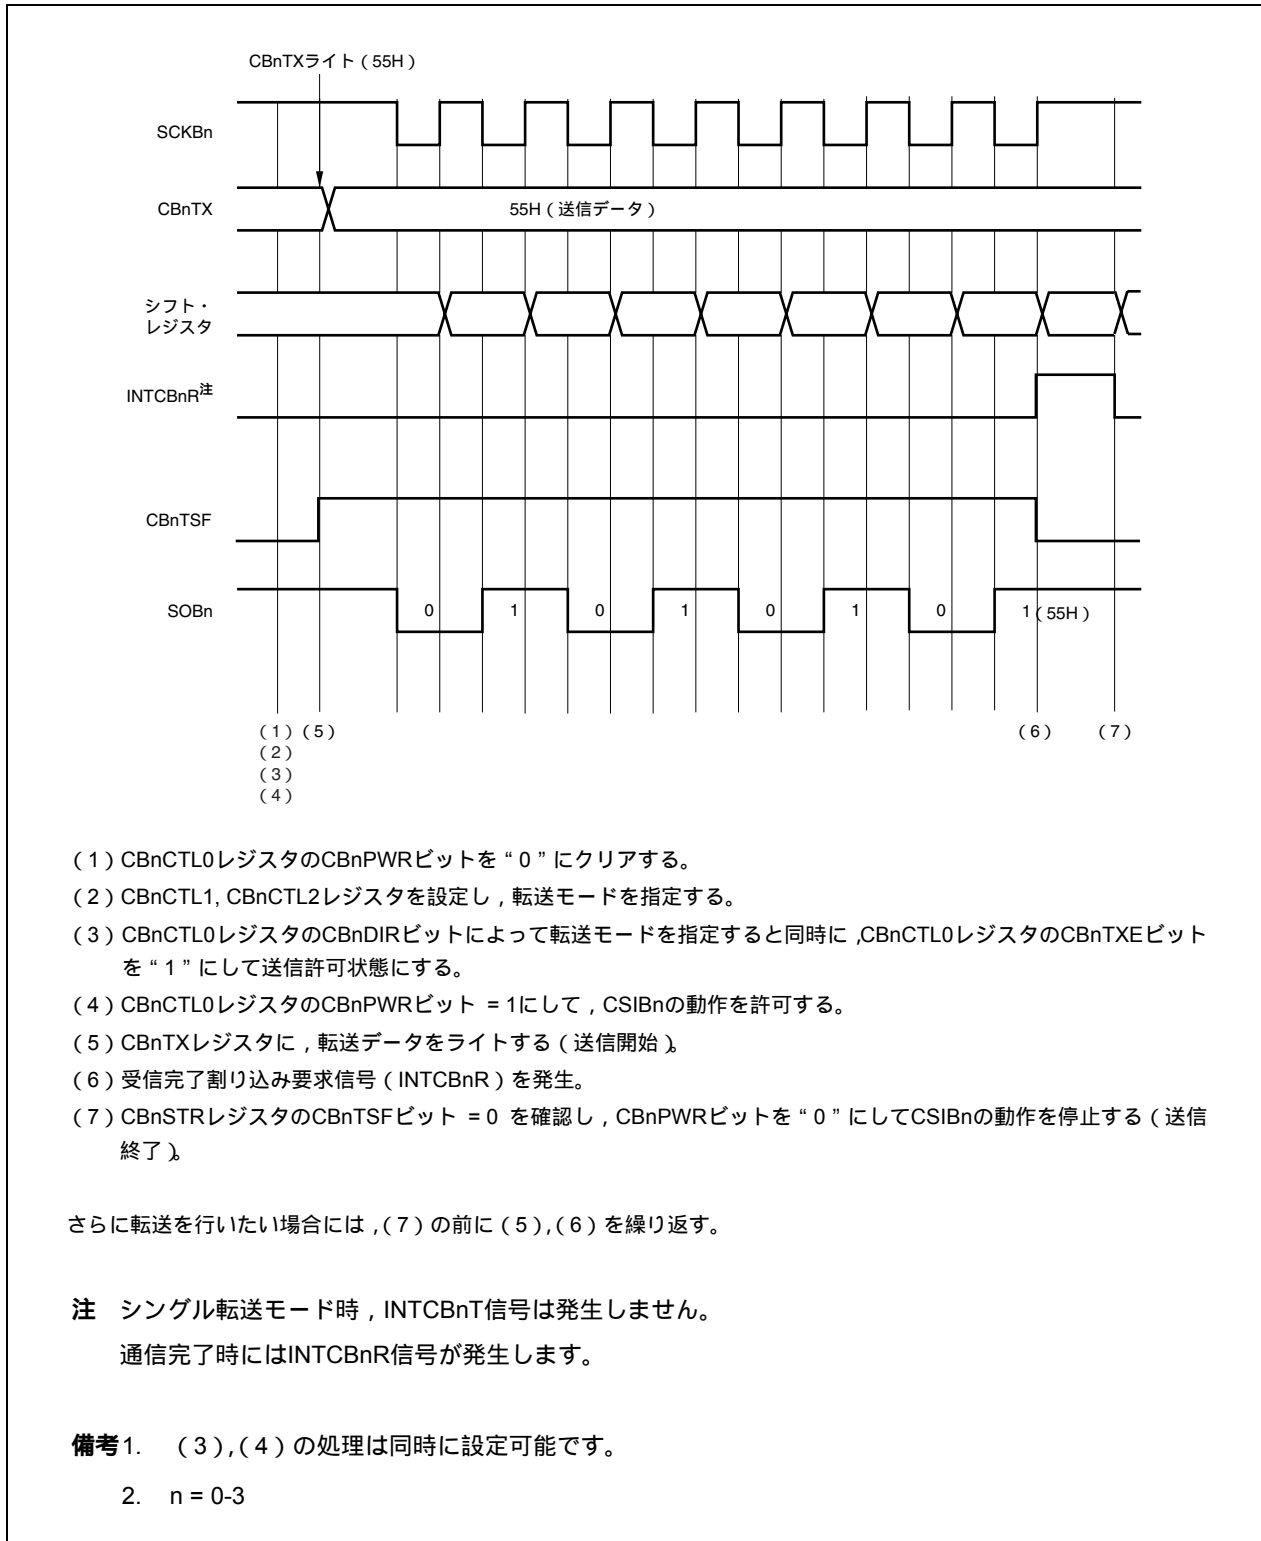 CBnTXライト（55H）
SCKBn
CBnTX
55H（送信データ）
シフト・
レジスタ
INTCBnR注
CBnTSF
SOBn
0 1 0 1 0 1 0 1（55H）
（1）（5）
（6）
（7）
（2）
（3）
（4）
（1）CBnCTL0レジスタのCBnPWRビットを“0”にクリアする。
（2）CBnCTL1, CBnCTL2レジスタを設定し，転送モードを指定する。
（3）CBnCTL0レジスタのCBnDIRビットによって転送モードを指定すると同時に，CBnCTL0レジスタのCBnTXEビット
を“1”にして送信許可状態にする。
（4）CBnCTL0レジスタのCBnPWRビット = 1にして，CSIBnの動作を許可する。
（5）CBnTXレジスタに，転送データをライトする（送信開始）。
（6）受信完了割り込み要求信号（INTCBnR）を発生。
（7）CBnSTRレジスタのCBnTSFビット = 0 を確認し，CBnPWRビットを“0”にしてCSIBnの動作を停止する（送信
終了）。
さらに転送を行いたい場合には，（7）の前に（5），（6）を繰り返す。
注 シングル転送モード時，INTCBnT信号は発生しません。
通信完了時にはINTCBnR信号が発生します。
備考1. （3），（4）の処理は同時に設定可能です。
2. n = 0-3